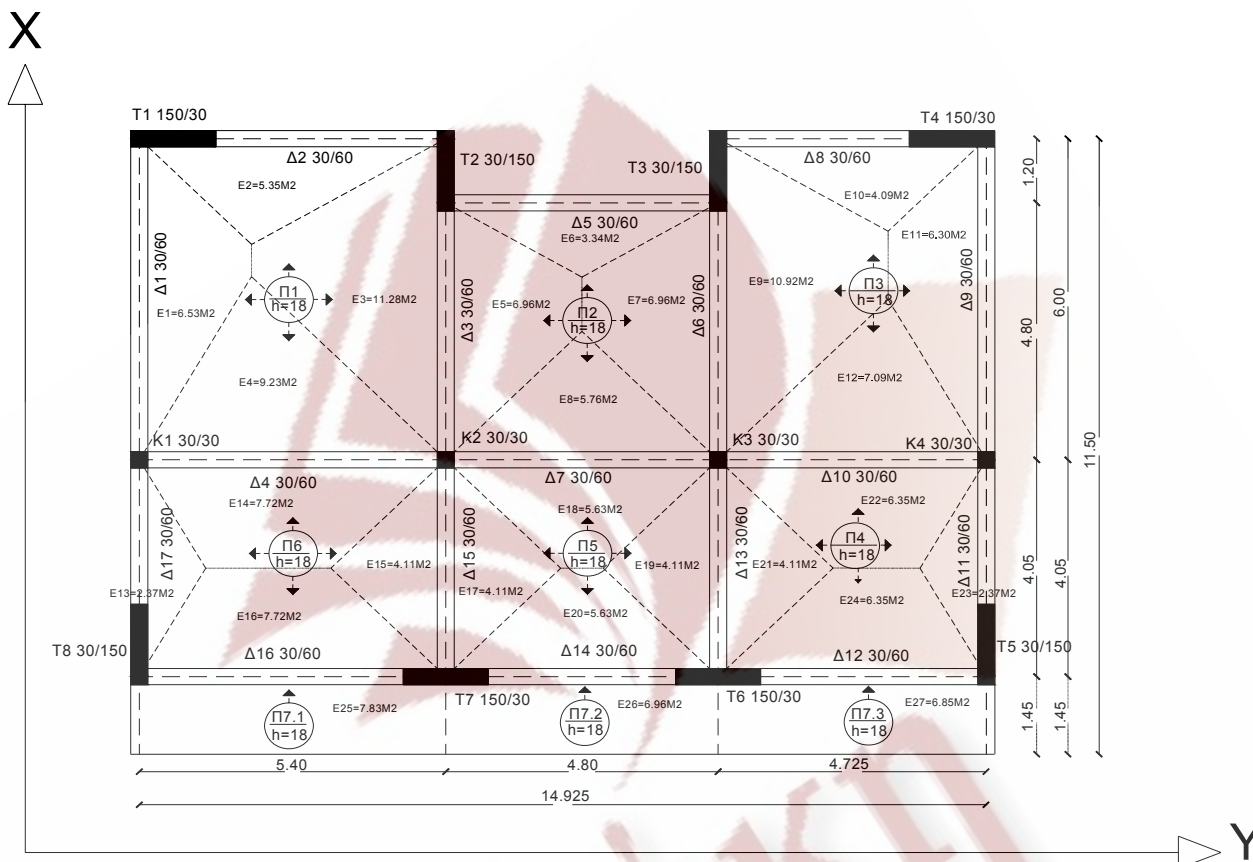 X
T1 150/30
T4 150/30
Δ2 30/60
T2 30/150
T3 30/150
Δ8 30/60
E2=5.35M2
E10=4.09M2
1.20
Δ5 30/60
E6=3.34M2
E11=6.30M2
Δ1 30/60
Δ9 30/60
E1=6.53M2
Π1
h=18
E3=11.28M2
Δ3 30/60
E5=6.96M2
Π2
h=18
E7=6.96M2
Δ6 30/60
E9=10.92M2
Π3
h=18
4.80
6.00
E4=9.23M2
E8=5.76M2
E12=7.09M2
K1 30/30
K2 30/30
K3 30/30
K4 30/30
11.50
Δ4 30/60
Δ7 30/60
Δ10 30/60
E14=7.72M2
E18=5.63M2
E22=6.35M2
Δ17 30/60
Π6
h=18
E15=4.11M2
Δ15 30/60
Π5
h=18
E19=4.11M2
Δ13 30/60
E21=4.11M2
Π4
h=18
Δ11 30/60
4.05
4.05
E13=2.37M2
E17=4.11M2
E23=2.37M2
E16=7.72M2
E20=5.63M2
E24=6.35M2
T8 30/150
Δ16 30/60
Δ14 30/60
Δ12 30/60
T5 30/150
T7 150/30
T6 150/30
Π7.1
h=18
E25=7.83M2
Π7.2
h=18
E26=6.96M2
Π7.3
h=18
E27=6.85M2
1.45
1.45
5.40
4.80
4.725
14.925
Y